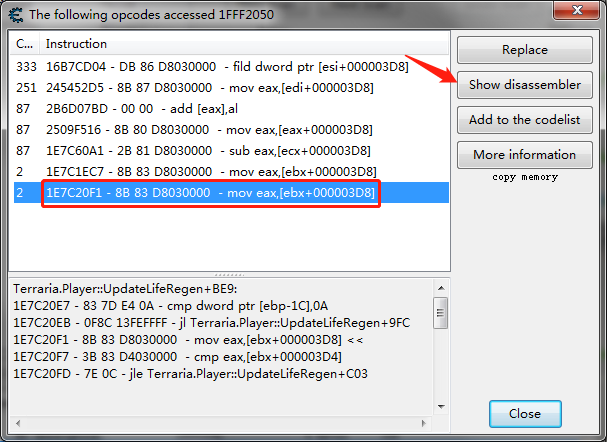 The following opcodes accessed 1FFF2050
C... Instruction
333 16B7CD04 - DB 86 D8030000 - fild dword ptr [esi+000003D8]
251 245452D5 - 8B 87 D8030000 - mov eax,[edi+000003D8]
87 2B6D07BD - 00 00 - add [eax],al
87 2509F516 - 8B 80 D8030000 - mov eax,[eax+000003D8]
87 1E7C60A1 - 2B 81 D8030000 - sub eax,[ecx+000003D8]
2 1E7C1EC7 - 8B 83 D8030000 - mov eax,[ebx+000003D8]
2 1E7C20F1 - 8B 83 D8030000 - mov eax,[ebx+000003D8]
Replace
Show disassembler
Add to the codelist
More information
copy memory
Terraria.Player::UpdateLifeRegen+BE9:
1E7C20E7 - 83 7D E4 0A - cmp dword ptr [ebp-1C],0A
1E7C20EB - 0F8C 13FEFFFF - jl Terraria.Player::UpdateLifeRegen+9FC
1E7C20F1 - 8B 83 D8030000 - mov eax,[ebx+000003D8] <<
1E7C20F7 - 3B 83 D4030000 - cmp eax,[ebx+000003D4]
1E7C20FD - 7E 0C - jle Terraria.Player::UpdateLifeRegen+C03
Close